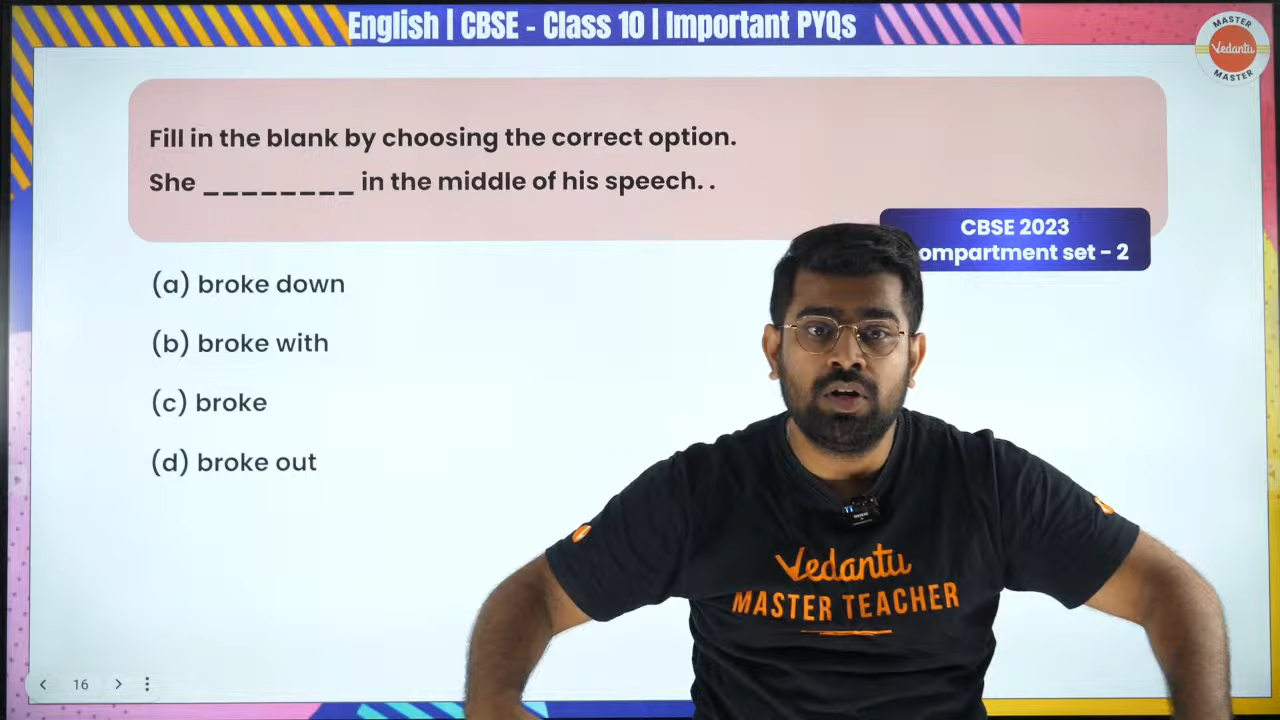 English | CBSE - Class 10 | Important PYQs
MASTER
Vedantu
MASTER
Fill in the blank by choosing the correct option.
She ________ in the middle of his speech. .
CBSE 2023
ompartment set - 2
(a) broke down
(b) broke with
(c) broke
(d) broke out
Vedantu
MASTER TEACHER
16